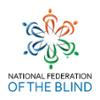 NATIONAL FEDERATION
OF THE BLIND